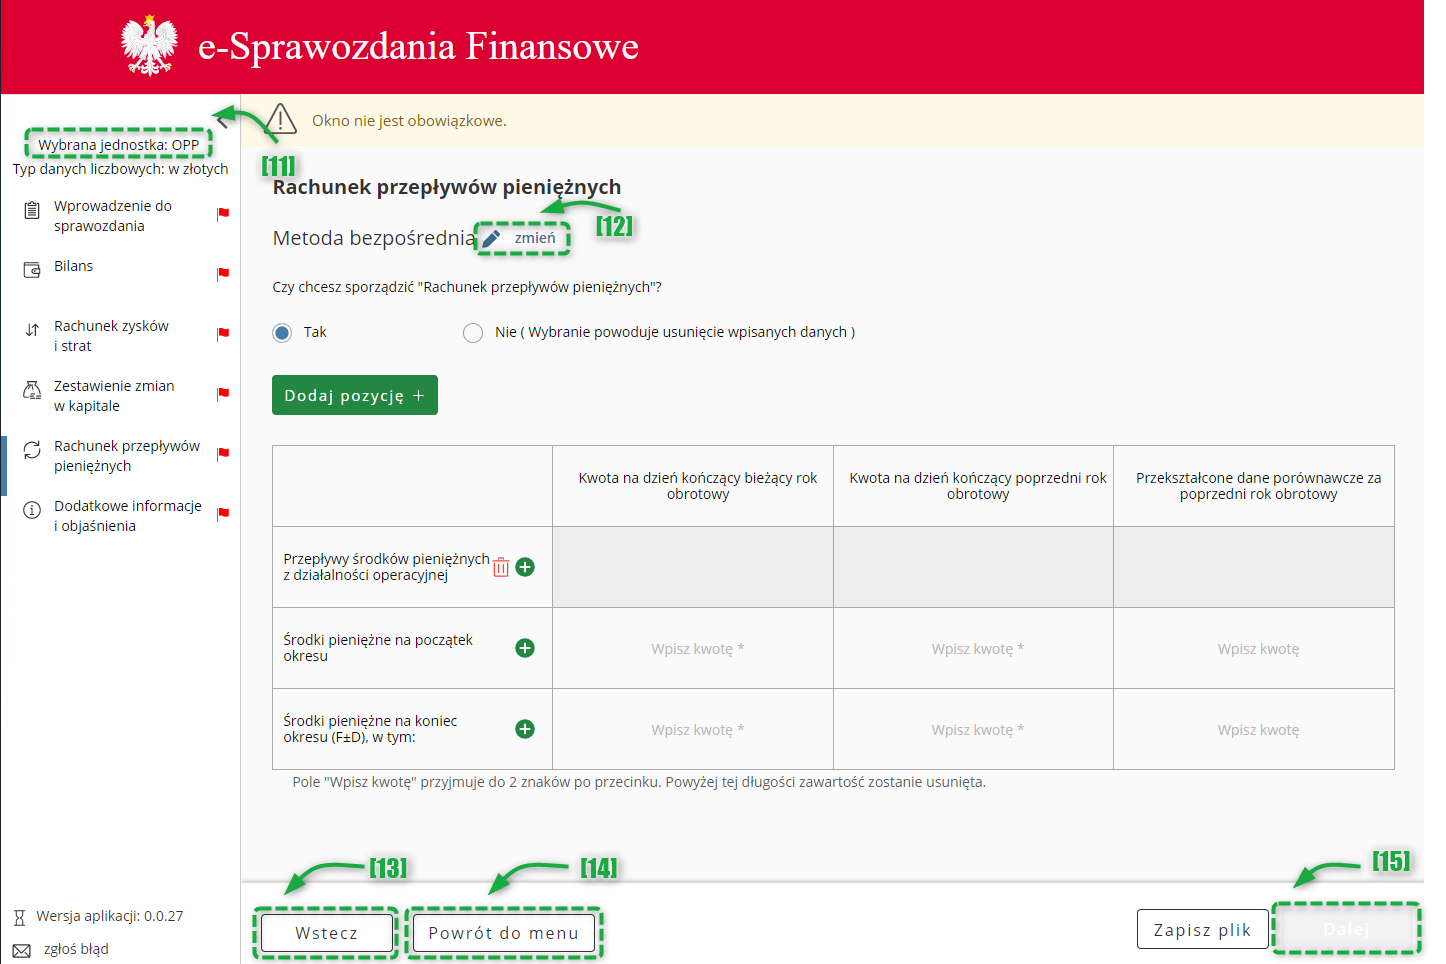 e-Sprawozdania Finansowe
Wybrana jednostka: OPP
Typ danych liczbowych: w złotych
Wprowadzenie do
sprawozdania
Bilans
Rachunek zysków
i strat
Zestawienie zmian
w kapitale
Rachunek przepływów
pieniężnych
Dodatkowe informacje
i objaśnienia
Wersja aplikacji: 0.0.27
zgłoś błąd
Okno nie jest obowiązkowe.
[11]
Rachunek przepływów pieniężnych
[12]
Metoda bezpośrednia zmień
Czy chcesz sporządzić "Rachunek przepływów pieniężnych"?
Tak
Nie ( Wybranie powoduje usunięcie wpisanych danych )
Dodaj pozycję +
Kwota na dzień kończący bieżący rok
obrotowy
Kwota na dzień kończący poprzedni rok
obrotowy
Przekształcone dane porównawcze za
poprzedni rok obrotowy
Przepływy środków pieniężnych
z działalności operacyjnej
Środki pieniężne na początek
okresu
Wpisz kwotę *
Wpisz kwotę *
Wpisz kwotę
Środki pieniężne na koniec
okresu (F±D), w tym:
Wpisz kwotę *
Wpisz kwotę *
Wpisz kwotę
Pole "Wpisz kwotę" przyjmuje do 2 znaków po przecinku. Powyżej tej długości zawartość zostanie usunięta.
[13]
[14]
[15]
Wstecz
Powrót do menu
Zapisz plik
Dalej